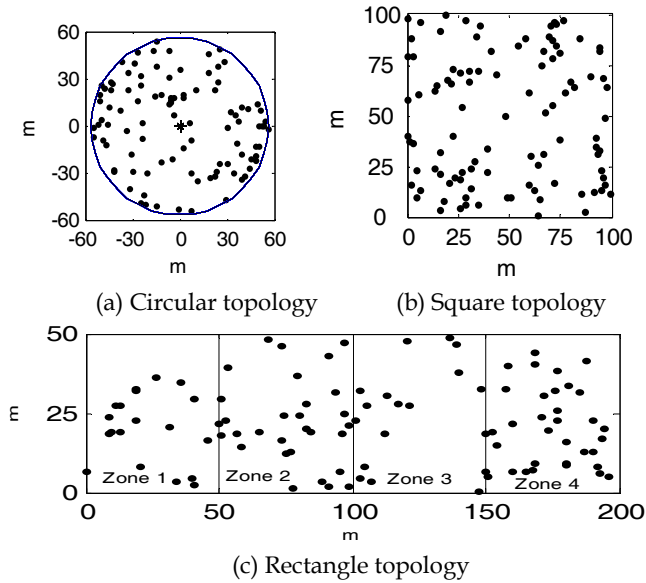 60
30
0
-30
-60
-60 -30 0 30 60
m
m
(a) Circular topology
100
75
50
25
0
0 25 50 75 100
m
m
(b) Square topology
50
25
0
0 50 100 150 200
m
m
Zone 1 Zone 2 Zone 3 Zone 4
(c) Rectangle topology